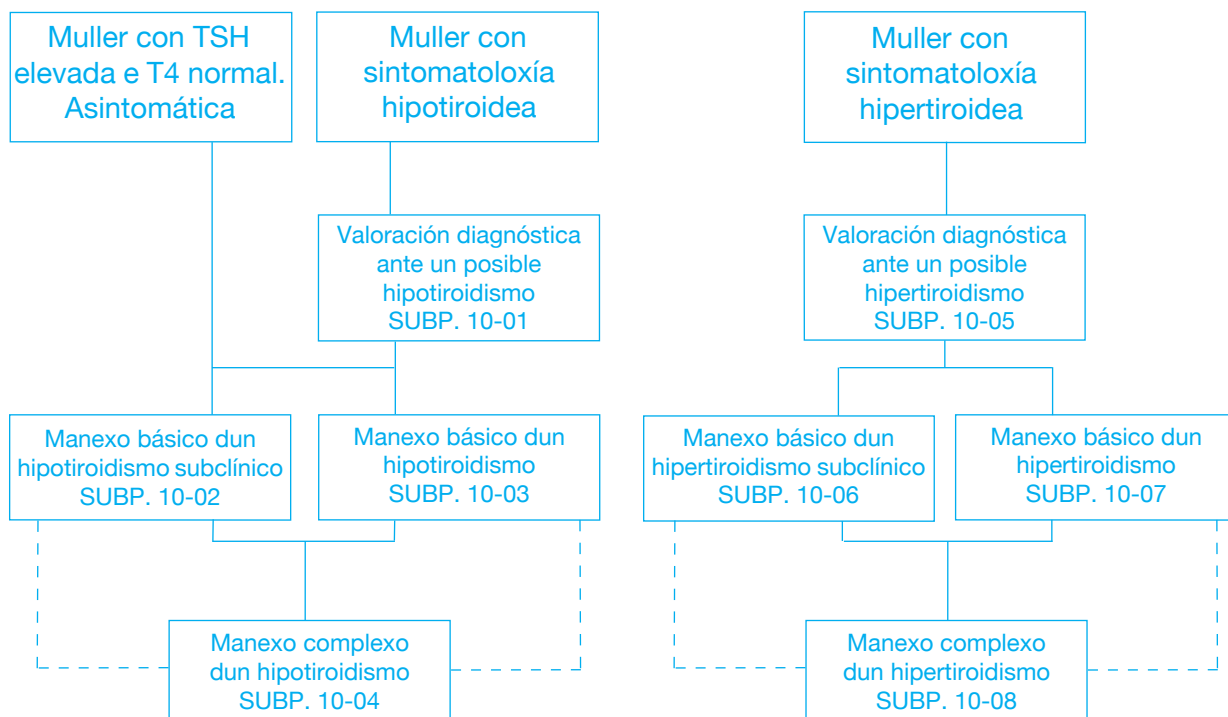 Muller con TSH
elevada e T4 normal.
Asintomática
Muller con
sintomatoloxía
hipotiroidea
Muller con
sintomatoloxía
hipertiroidea
Valoración diagnóstica
ante un posible
hipotiroidismo
SUBP. 10-01
Valoración diagnóstica
ante un posible
hipertiroidismo
SUBP. 10-05
Manexo básico dun
hipotiroidismo subclínico
SUBP. 10-02
Manexo básico dun
hipotiroidismo
SUBP. 10-03
Manexo básico dun
hipertiroidismo subclínico
SUBP. 10-06
Manexo básico dun
hipertiroidismo
SUBP. 10-07
Manexo complexo
dun hipotiroidismo
SUBP. 10-04
Manexo complexo
dun hipertiroidismo
SUBP. 10-08